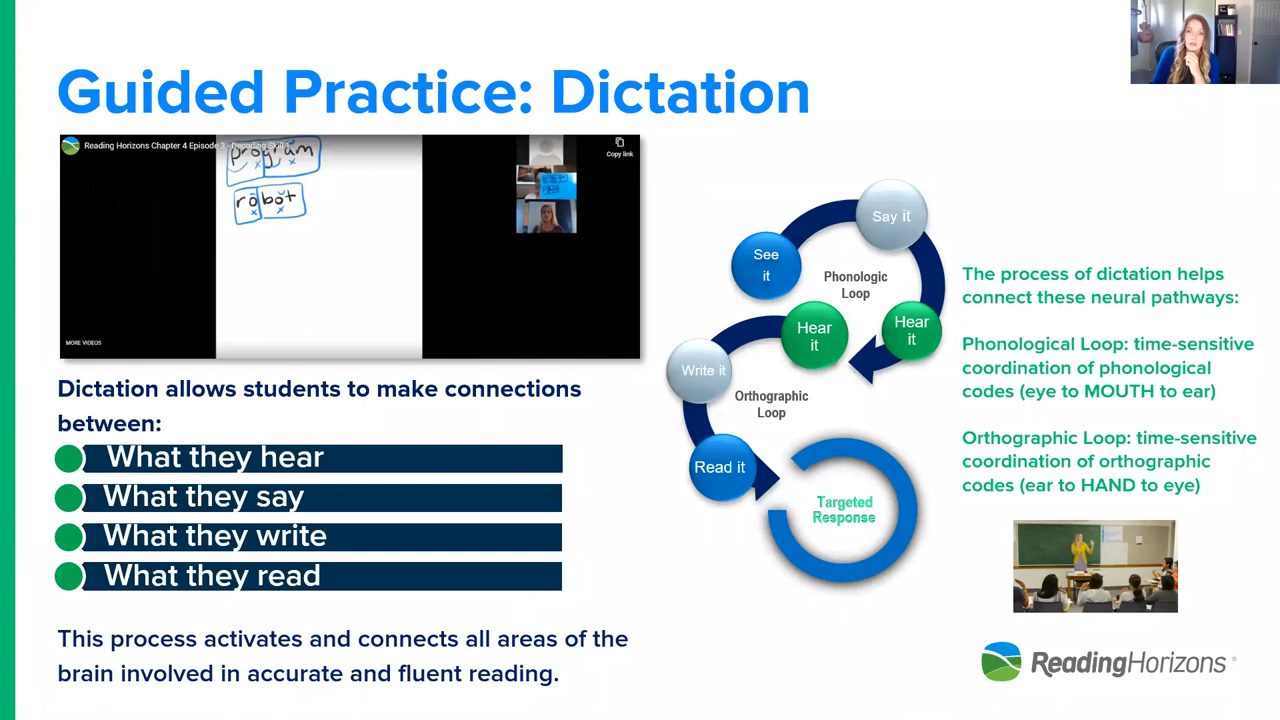 Guided Practice: Dictation
Reading Horizons Chapter 4 Episode 3 - Decoding Skill 1
Copy link
program
robot
MORE VIDEOS
Dictation allows students to make connections
between:
What they hear
What they say
What they write
What they read
This process activates and connects all areas of the
brain involved in accurate and fluent reading.
See
it
Say it
Phonologic
Loop
Hear
it
Hear
it
Write it
Orthographic
Loop
Read it
Targeted
Response
The process of dictation helps
connect these neural pathways:
Phonological Loop: time-sensitive
coordination of phonological
codes (eye to MOUTH to ear)
Orthographic Loop: time-sensitive
coordination of orthographic
codes (ear to HAND to eye)
ReadingHorizons®